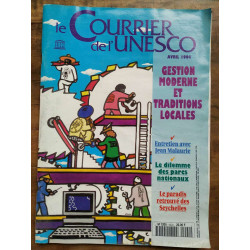 le COURRIER
de l'UNESCO
AVRIL 1994
GESTION
MODERNE ET
TRADITIONS
LOCALES
Entretien avec
Jean Malaurie
Le dilemme
des parcs
nationaux
Le paradis
retrouvé des
Seychelles